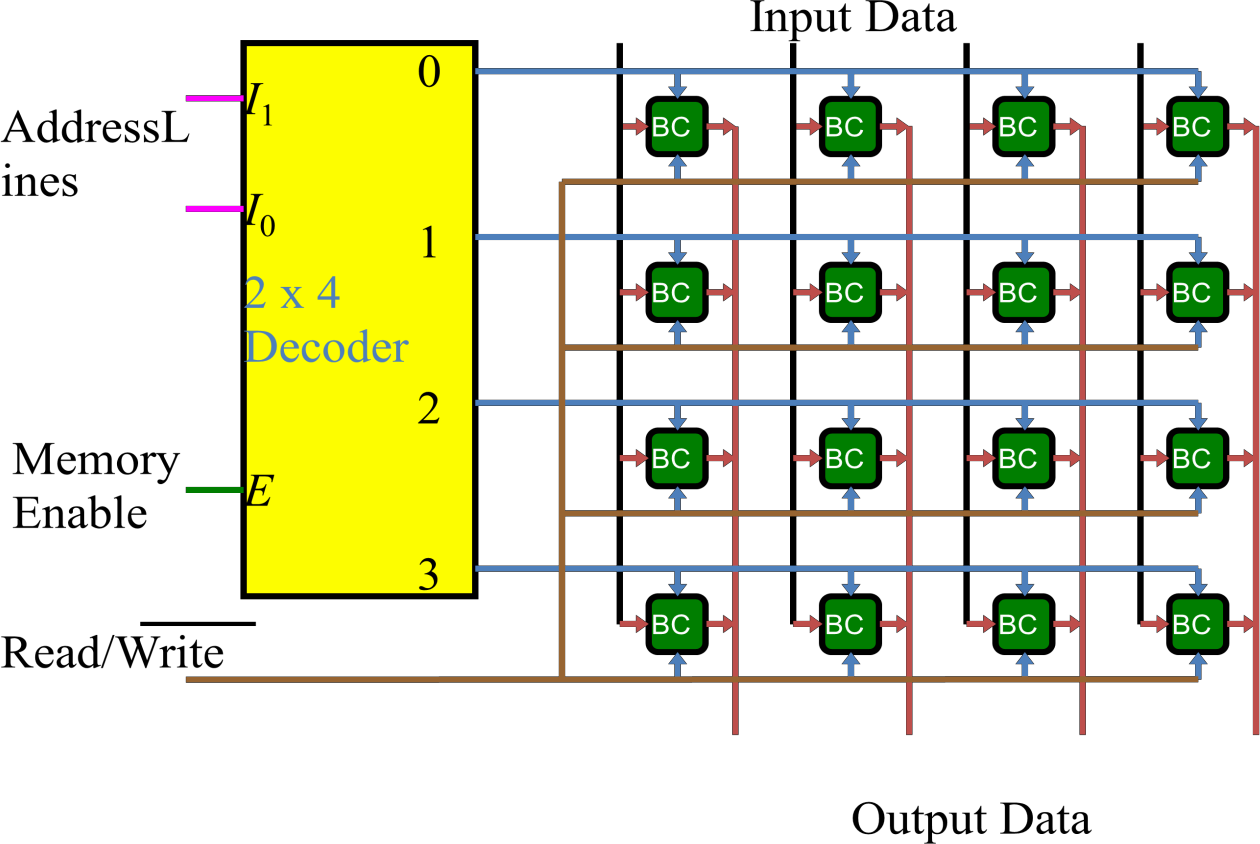 Input Data
0
I1
AddressL
ines
I0
1
2 x 4
Decoder
2
Memory
Enable
E
3
Read/Write
BC BC BC BC
BC BC BC BC
BC BC BC BC
BC BC BC BC
Output Data